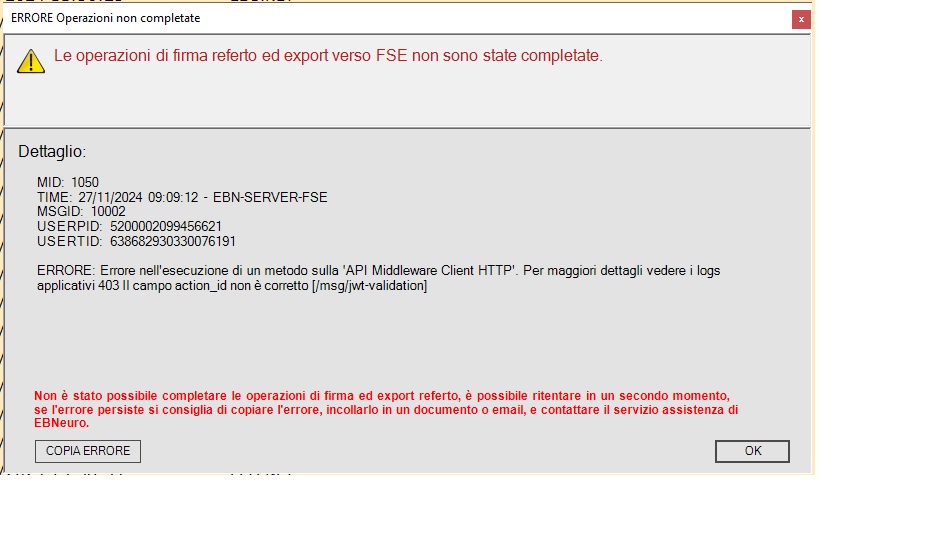 ERRORE Operazioni non completate
x
Le operazioni di firma referto ed export verso FSE non sono state completate.
Dettaglio:
MID: 1050
TIME: 27/11/2024 09:09:12 - EBN-SERVER-FSE
MSGID: 10002
USERPID: 5200002099456621
USERTID: 638682930330076191
ERRORE: Errore nell'esecuzione di un metodo sulla 'API Middleware Client HTTP'. Per maggiori dettagli vedere i logs
applicativi 403 Il campo action_id non è corretto [/msg/jwt-validation]
Non è stato possibile completare le operazioni di firma ed export referto, è possibile ritentare in un secondo momento,
se l'errore persiste si consiglia di copiare l'errore, incollarlo in un documento o email, e contattare il servizio assistenza di
EBNeuro.
COPIA ERRORE
OK